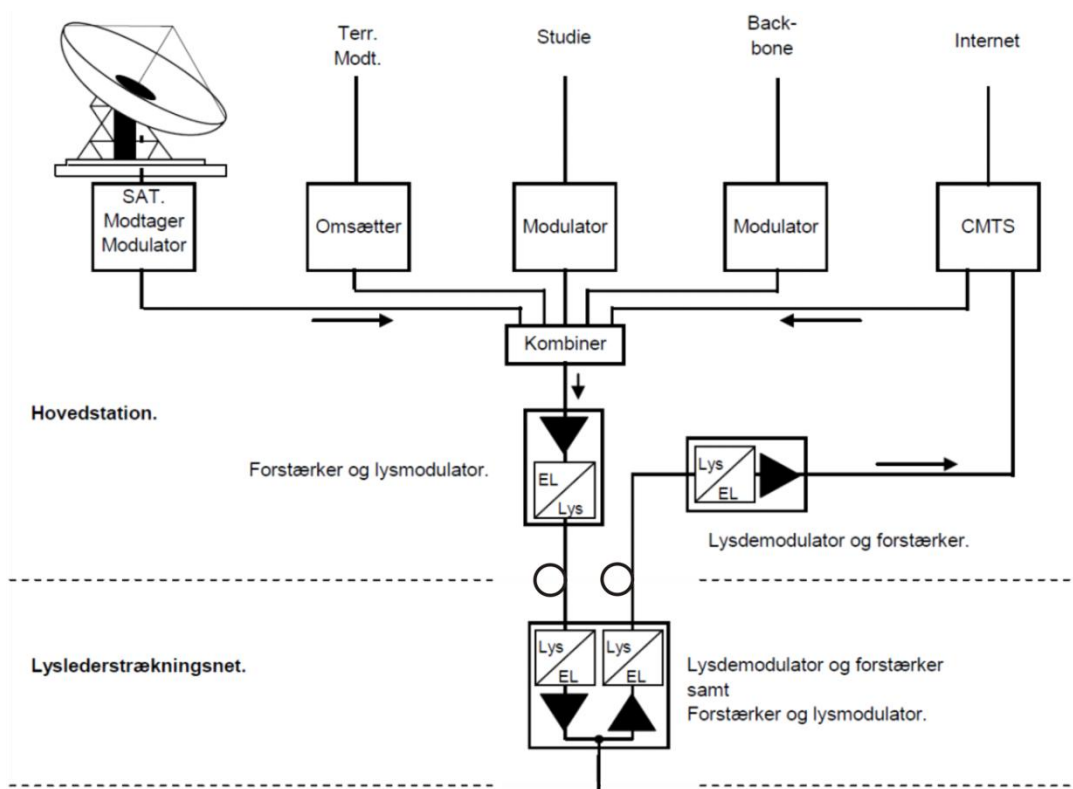 Terr.
Modt.
Studie
Back-
bone
Internet
SAT.
Modtager
Modulator
Omsætter
Modulator
Modulator
CMTS
Kombiner
Hovedstation.
Forstærker og lysmodulator.
EL
Lys
Lys
EL
Lysdemodulator og forstærker.
Lyslederstrækningsnet.
Lys
EL
Lys
EL
Lysdemodulator og forstærker
samt
Forstærker og lysmodulator.